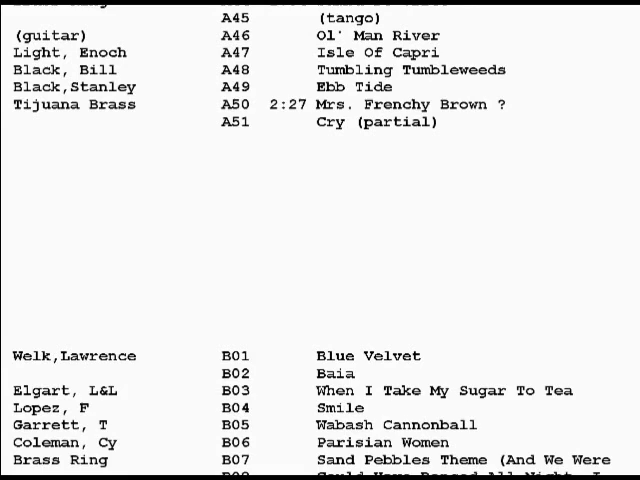 A45 (tango)
(guitar) A46 Ol' Man River
Light, Enoch A47 Isle Of Capri
Black, Bill A48 Tumbling Tumbleweeds
Black,Stanley A49 Ebb Tide
Tijuana Brass A50 2:27 Mrs. Frenchy Brown ?
A51 Cry (partial)
Welk,Lawrence B01 Blue Velvet
B02 Baia
Elgart, L&L B03 When I Take My Sugar To Tea
Lopez, F B04 Smile
Garrett, T B05 Wabash Cannonball
Coleman, Cy B06 Parisian Women
Brass Ring B07 Sand Pebbles Theme (And We Were